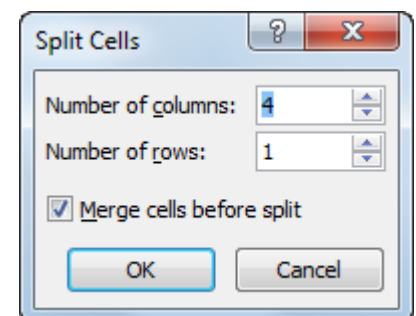 Split Cells
Number of columns: 4
Number of rows: 1
Merge cells before split
OK Cancel